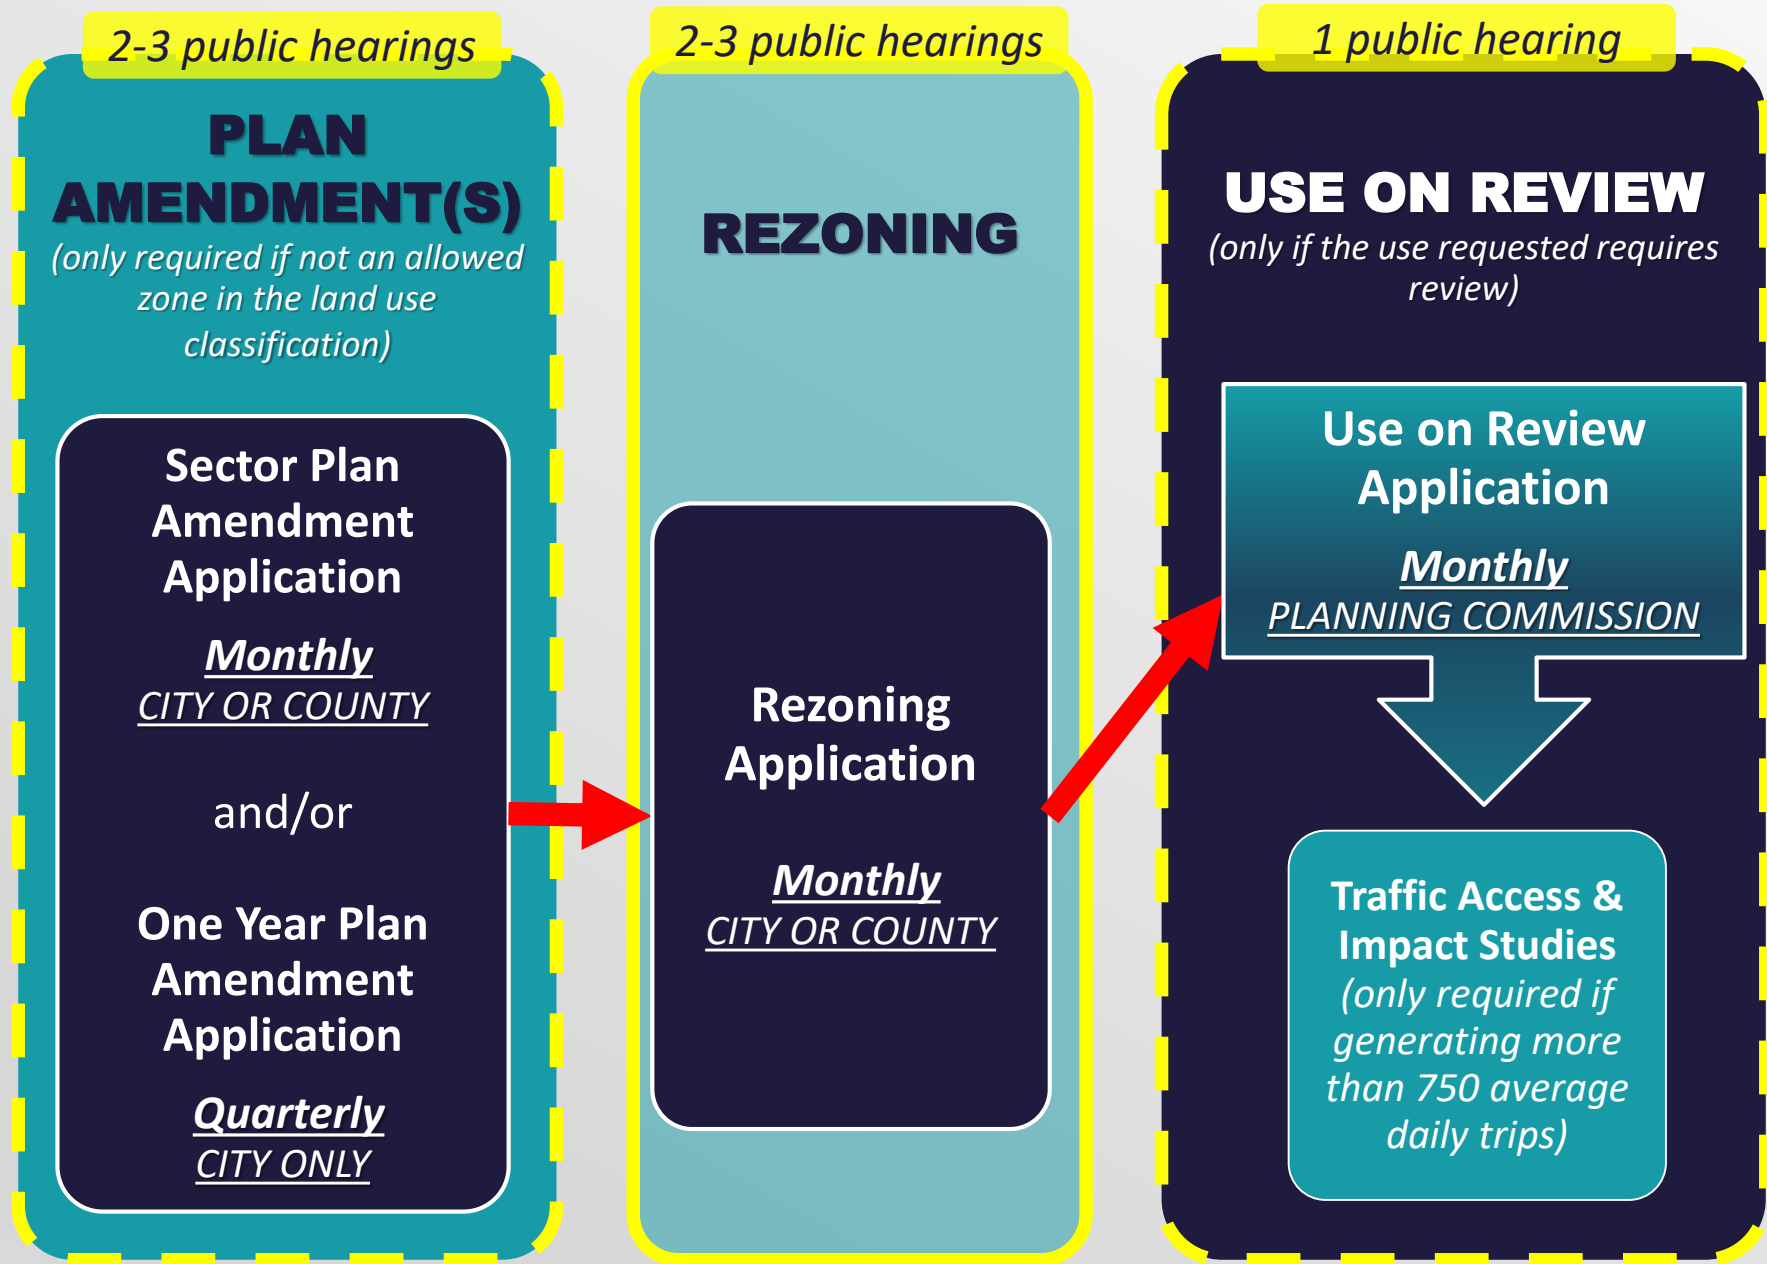 2-3 public hearings
PLAN
AMENDMENT(S)
(only required if not an allowed
zone in the land use
classification)
Sector Plan
Amendment
Application
Monthly
CITY OR COUNTY
and/or
One Year Plan
Amendment
Application
Quarterly
CITY ONLY
2-3 public hearings
REZONING
Rezoning
Application
Monthly
CITY OR COUNTY
1 public hearing
USE ON REVIEW
(only if the use requested requires
review)
Use on Review
Application
Monthly
PLANNING COMMISSION
Traffic Access &
Impact Studies
(only required if
generating more
than 750 average
daily trips)